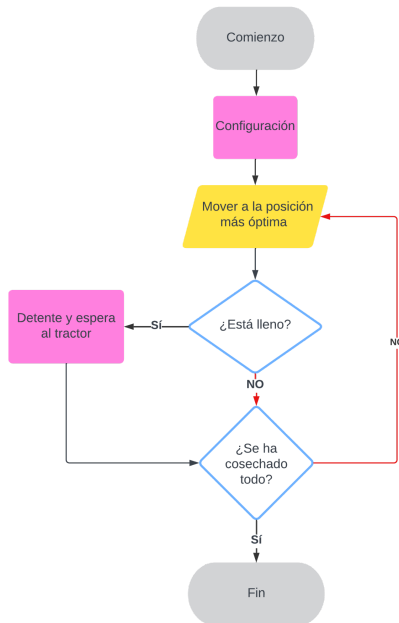 Comienzo
Configuración
Mover a la posición
más óptima
¿Está lleno?
Sí
Detente y espera
al tractor
NO
NO
¿Se ha
cosechado
todo?
Sí
Fin